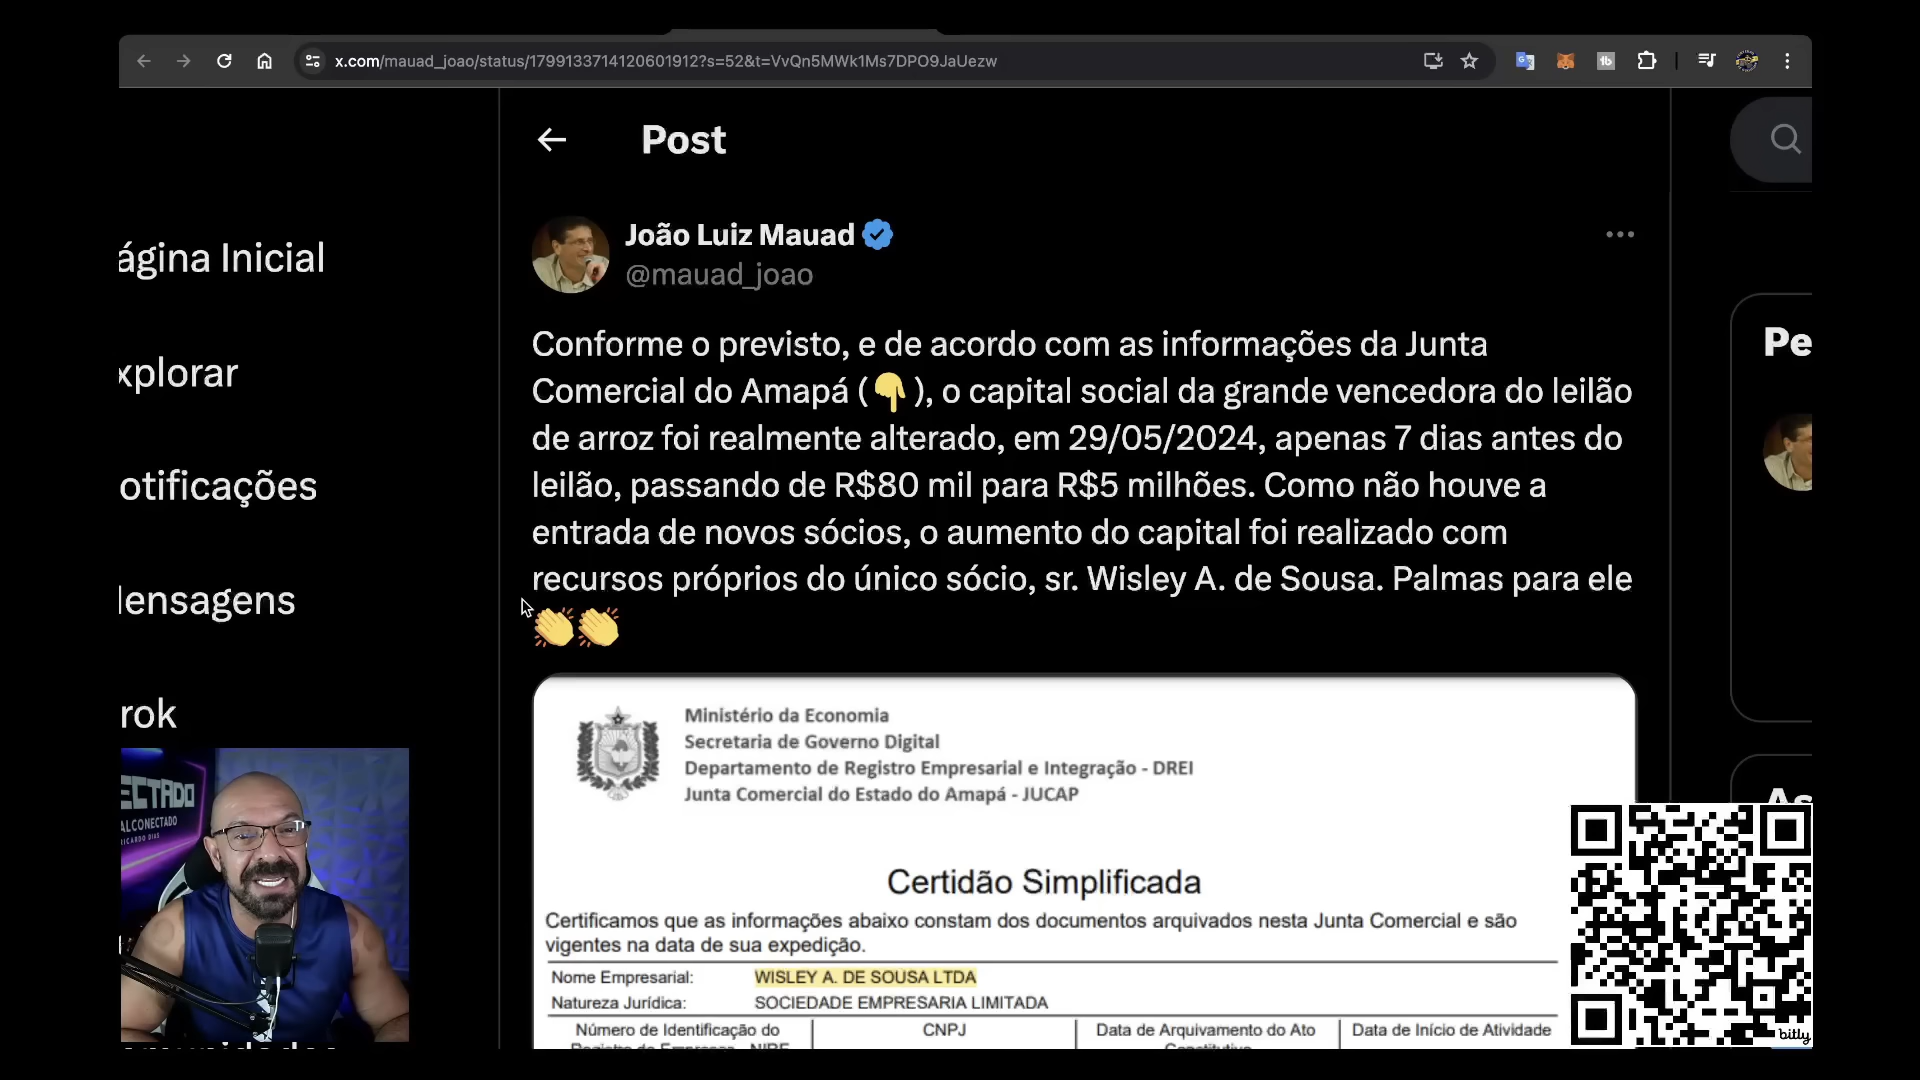 x.com/mauad_joao/status/1799133714120601912?s=52&t=VvQn5MWk1Ms7DPO9JaUezw
Post
João Luiz Mauad
@mauad_joao
Conforme o previsto, e de acordo com as informações da Junta
Comercial do Amapá (👇), o capital social da grande vencedora do leilão
de arroz foi realmente alterado, em 29/05/2024, apenas 7 dias antes do
leilão, passando de R$80 mil para R$5 milhões. Como não houve a
entrada de novos sócios, o aumento do capital foi realizado com
recursos próprios do único sócio, sr. Wisley A. de Sousa. Palmas para ele
👏👏
ágina Inicial
xplorar
otificações
ensagens
rok
Pe
As
Ministério da Economia
Secretaria de Governo Digital
Departamento de Registro Empresarial e Integração - DREI
Junta Comercial do Estado do Amapá - JUCAP
Certidão Simplificada
Certificamos que as informações abaixo constam dos documentos arquivados nesta Junta Comercial e são
vigentes na data de sua expedição.
Nome Empresarial: WISLEY A. DE SOUSA LTDA
Natureza Jurídica: SOCIEDADE EMPRESARIA LIMITADA
Número de Identificação do CNPJ Data de Arquivamento do Ato Data de Início de Atividade
ECTADO
ALCONECTADO
RICARDO DIAS
bitly